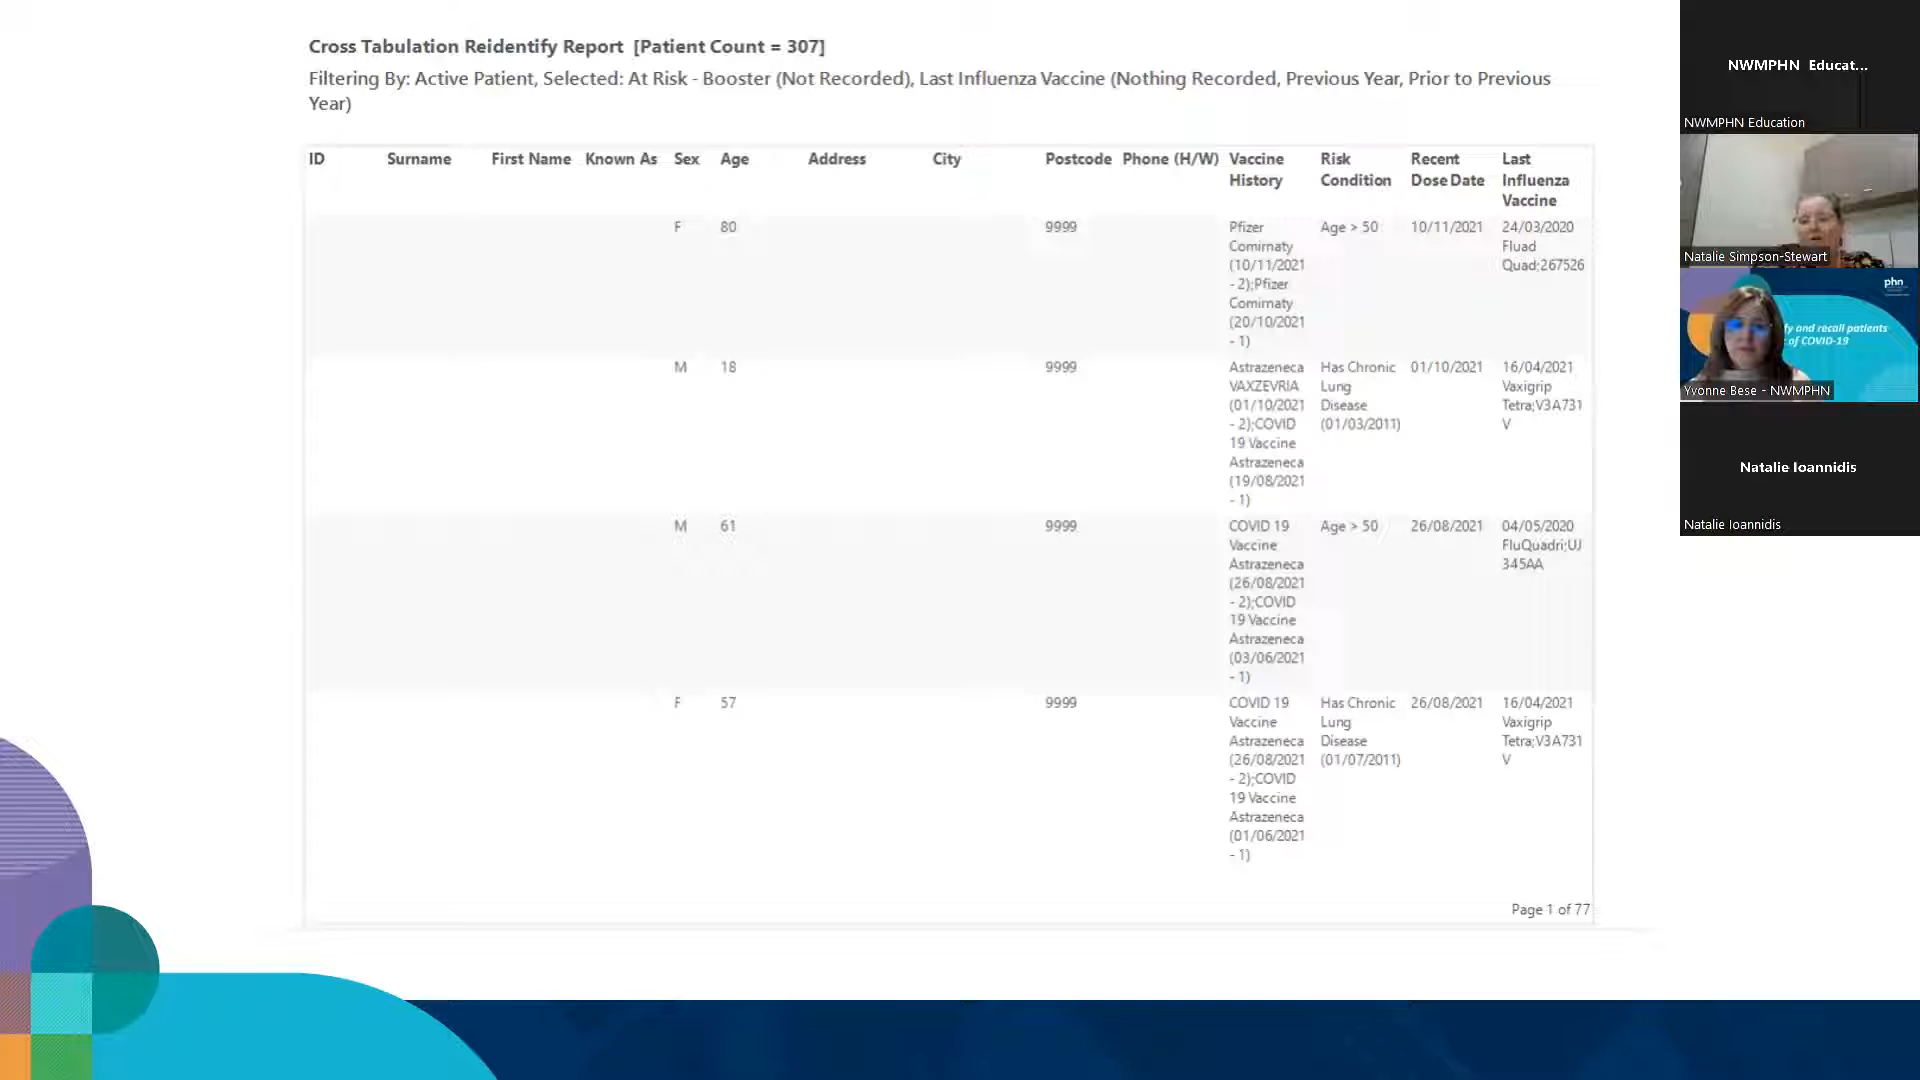 Cross Tabulation Reidentify Report [Patient Count = 307]
Filtering By: Active Patient, Selected: At Risk - Booster (Not Recorded), Last Influenza Vaccine (Nothing Recorded, Previous Year, Prior to Previous
Year)
ID Surname First Name Known As Sex Age Address City Postcode Phone (H/W) Vaccine History Risk Condition Recent Dose Date Last Influenza Vaccine
F 80 9999
Pfizer
Comirnaty
(10/11/2021
- 2);Pfizer
Comirnaty
(20/10/2021
- 1)
Age > 50
10/11/2021
24/03/2020
Fluad
Quad;267526
M 18 9999
Astrazeneca
VAXZEVRIA
(01/10/2021
- 2);COVID
19 Vaccine
Astrazeneca
(19/08/2021
- 1)
Has Chronic
Lung
Disease
(01/03/2011)
01/10/2021
16/04/2021
Vaxigrip
Tetra;V3A731
V
M 61 9999
COVID 19
Vaccine
Astrazeneca
(26/08/2021
- 2);COVID
19 Vaccine
Astrazeneca
(03/06/2021
- 1)
Age > 50
26/08/2021
04/05/2020
FluQuadri;UJ
345AA
F 57 9999
COVID 19
Vaccine
Astrazeneca
(26/08/2021
- 2);COVID
19 Vaccine
Astrazeneca
(01/06/2021
- 1)
Has Chronic
Lung
Disease
(01/07/2011)
26/08/2021
16/04/2021
Vaxigrip
Tetra;V3A731
V
Page 1 of 77
NWMPHN Educat...
NWMPHN Education
Natalie Simpson-Stewart
phn
fy and recall patients
of COVID-19
Yvonne Bese - NWMPHN
Natalie Ioannidis
Natalie Ioannidis